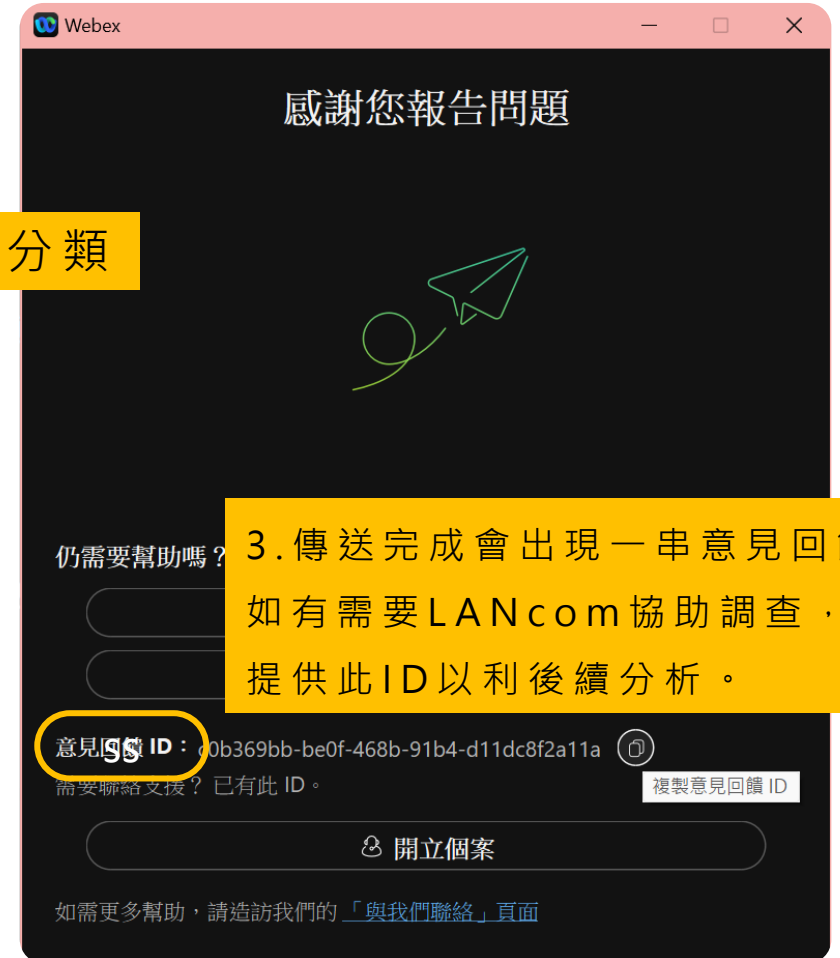 Webex
感謝您報告問題
分類
仍需要幫助嗎？
3.傳送完成會出現一串意見回
如有需要LANcom協助調查，
提供此ID以利後續分析。
意見回饋 ID：c0b369bb-be0f-468b-91b4-d11dc8f2a11a
ss
需要聯絡支援？ 已有此 ID。
複製意見回饋 ID
開立個案
如需更多幫助，請造訪我們的「與我們聯絡」頁面